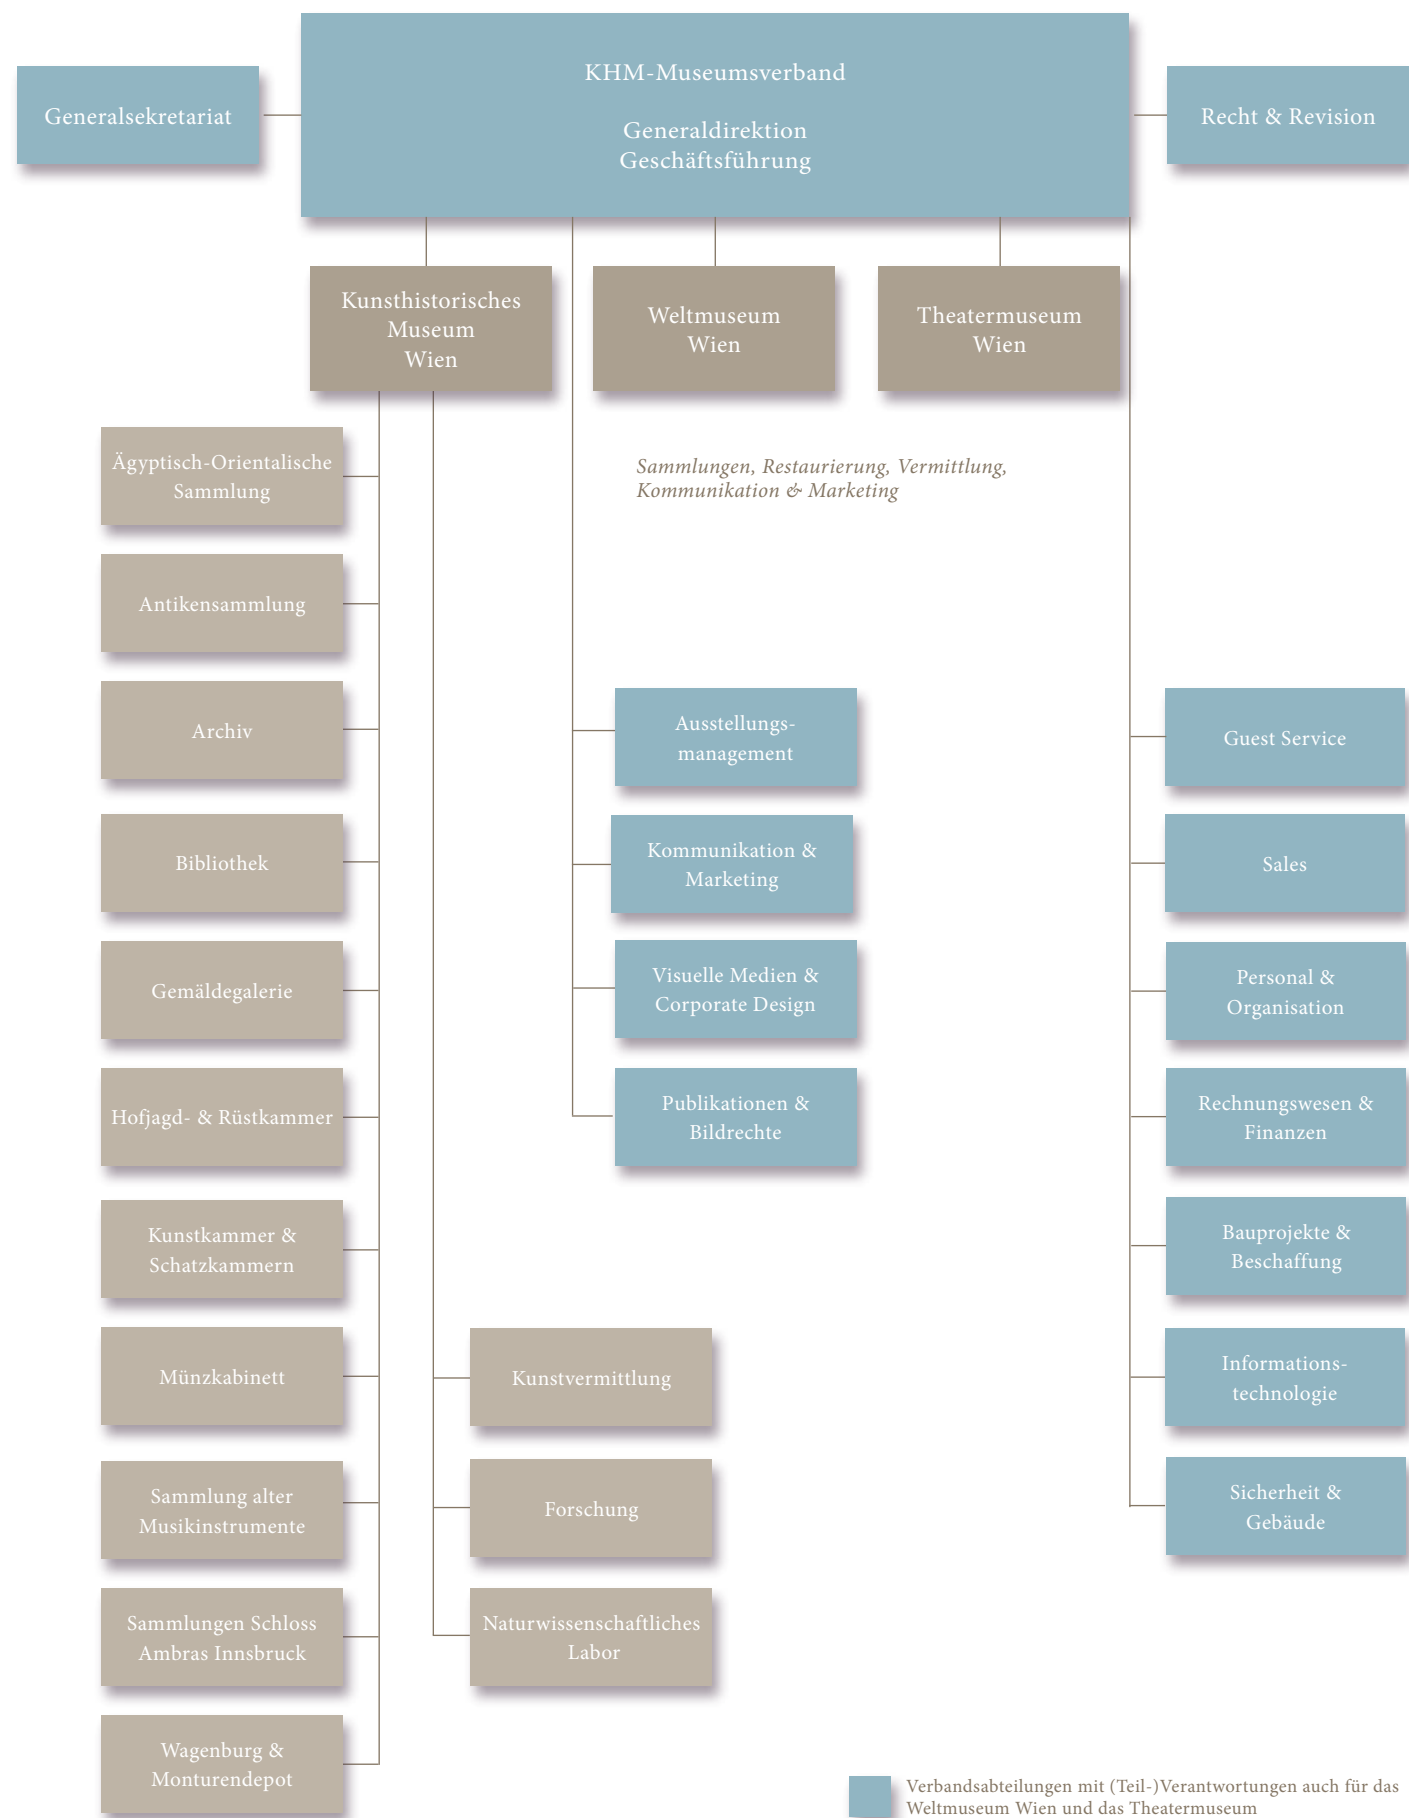 KHM-Museumsverband
Generaldirektion
Geschäftsführung
Generalsekretariat
Recht & Revision
Kunsthistorisches
Museum
Wien
Weltmuseum
Wien
Theatermuseum
Wien
Sammlungen, Restaurierung, Vermittlung,
Kommunikation & Marketing
Ägyptisch-Orientalische
Sammlung
Antikensammlung
Archiv
Bibliothek
Gemäldegalerie
Hofjagd- & Rüstkammer
Kunstkammer &
Schatzkammern
Münzkabinett
Sammlung alter
Musikinstrumente
Sammlungen Schloss
Ambras Innsbruck
Wagenburg &
Monturendepot
Kunstvermittlung
Forschung
Naturwissenschaftliches
Labor
Ausstellungs-
management
Kommunikation &
Marketing
Visuelle Medien &
Corporate Design
Publikationen &
Bildrechte
Guest Service
Sales
Personal &
Organisation
Rechnungswesen &
Finanzen
Bauprojekte &
Beschaffung
Informations-
technologie
Sicherheit &
Gebäude
Verbandsabteilungen mit (Teil-)Verantwortungen auch für das
Weltmuseum Wien und das Theatermuseum